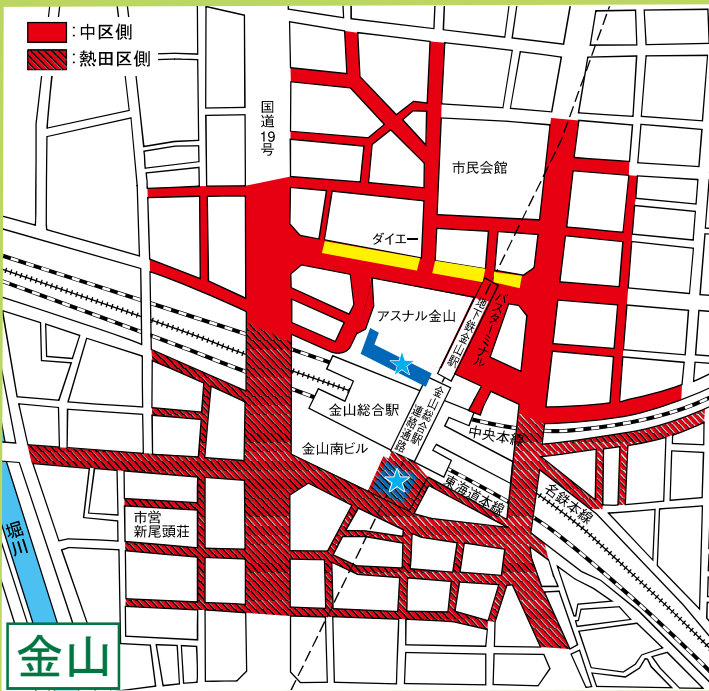 :中区側
:熱田区側
国道19号
市民会館
ダイエー
アスナル金山
バスターミナル
地下鉄金山駅
金山総合駅
連絡通路
金山総合駅
中央本線
金山南ビル
東海道本線
名鉄本線
市営
新尾頭荘
堀川
金山